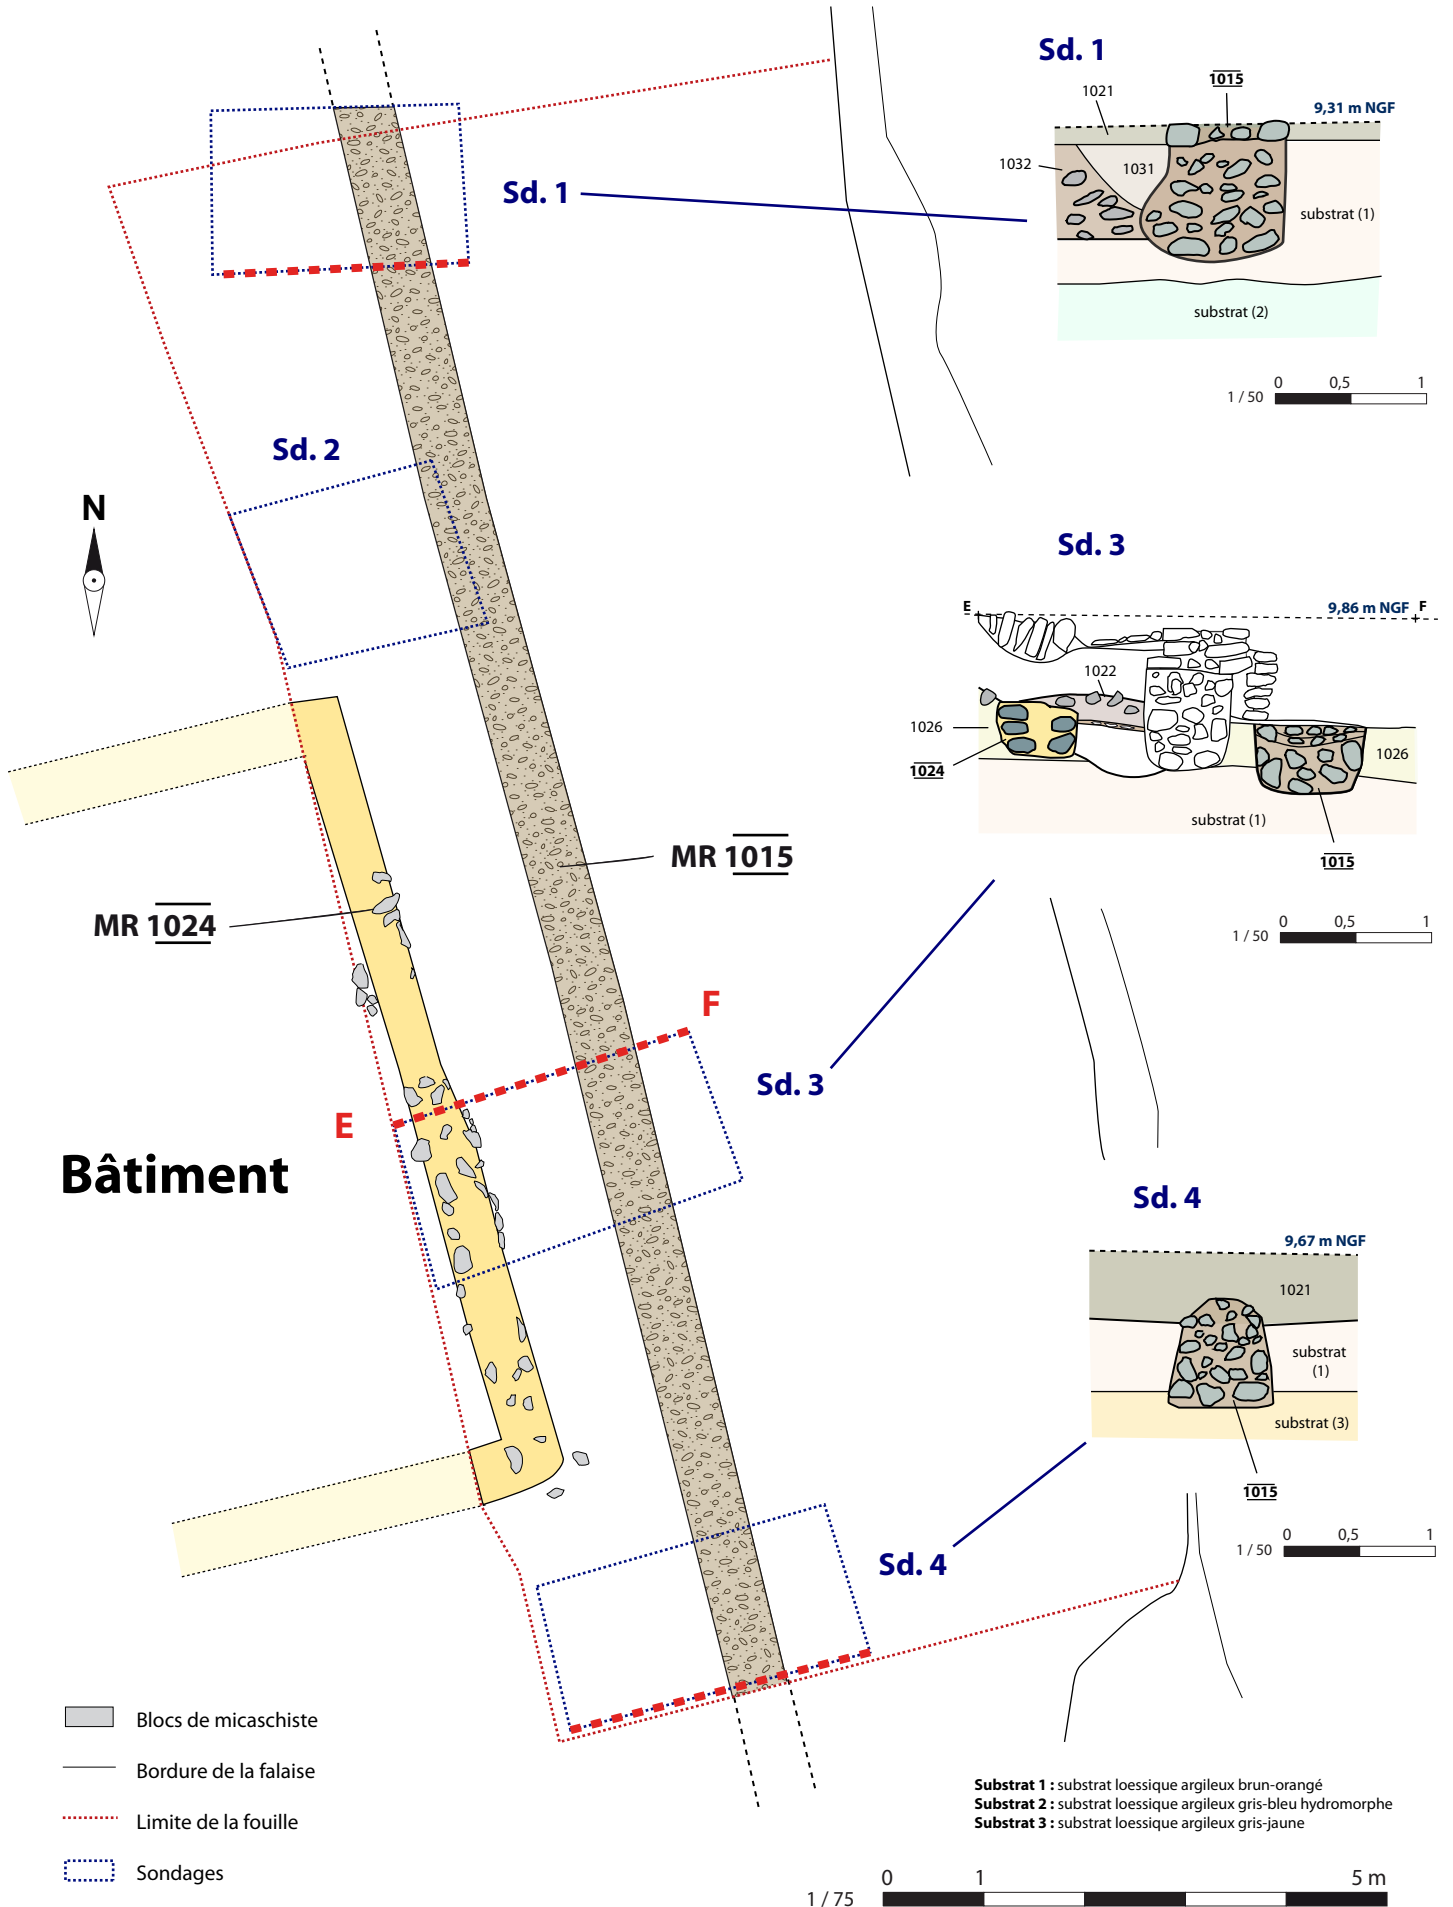 Sd. 1
1015
1021
9,31 m NGF
1032
1031
substrat (1)
substrat (2)
0 0,5 1
1 / 50
Sd. 1
Sd. 2
N
Sd. 3
E
9,86 m NGF
F
1022
1026
1024
1026
substrat (1)
1015
0 0,5 1
1 / 50
MR 1015
MR 1024
F
Sd. 3
E
Bâtiment
Sd. 4
9,67 m NGF
1021
substrat
(1)
substrat (3)
1015
0 0,5 1
1 / 50
Sd. 4
Blocs de micaschiste
Bordure de la falaise
Limite de la fouille
Sondages
Substrat 1 : substrat loessique argileux brun-orangé
Substrat 2 : substrat loessique argileux gris-bleu hydromorphe
Substrat 3 : substrat loessique argileux gris-jaune
0 1 5 m
1 / 75